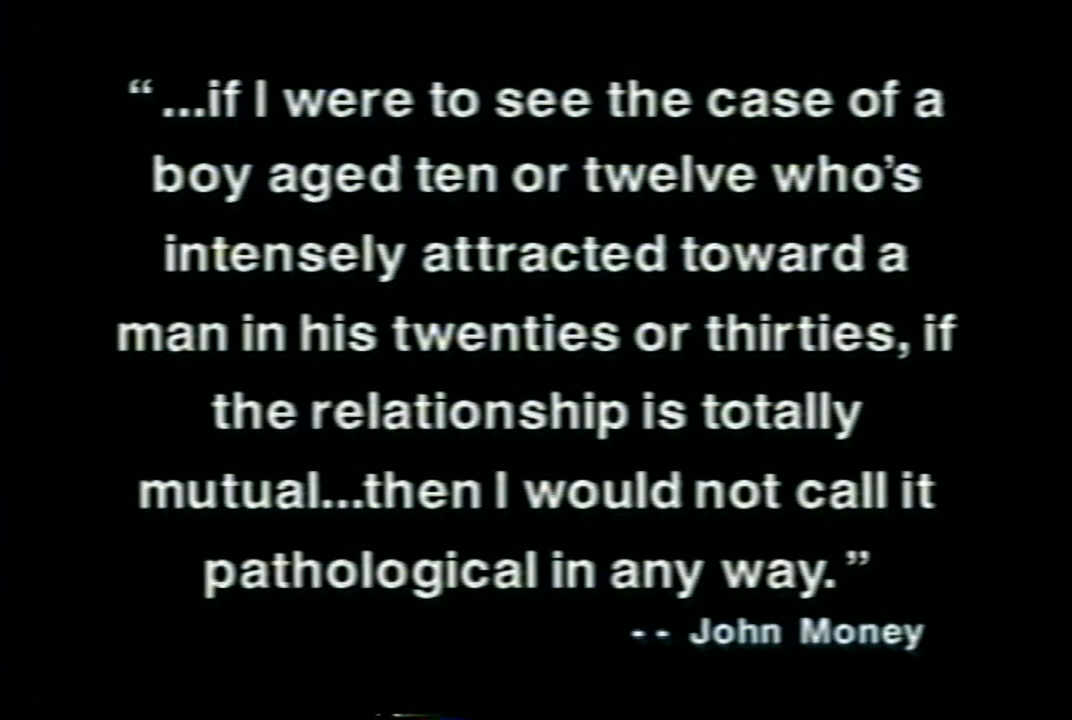 “...if I were to see the case of a
boy aged ten or twelve who’s
intensely attracted toward a
man in his twenties or thirties, if
the relationship is totally
mutual...then I would not call it
pathological in any way.”
-- John Money